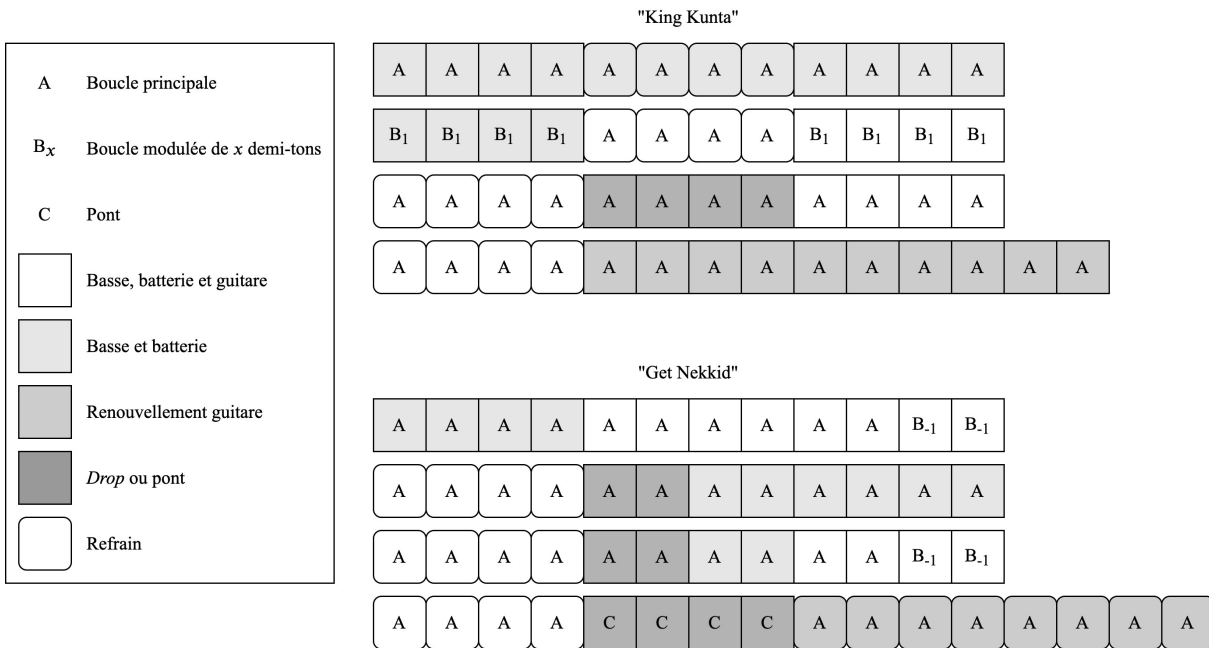 "King Kunta"
A Boucle principale
Bx Boucle modulée de x demi-tons
C Pont
Basse, batterie et guitare
Basse et batterie
Renouvellement guitare
Drop ou pont
Refrain
A A A A A A A A A A A A
B1 B1 B1 B1 A A A A B1 B1 B1 B1
A A A A A A A A A A A A
A A A A A A A A A A A A A A
"Get Nekkid"
A A A A A A A A A A B-1 B-1
A A A A A A A A A A A A
A A A A A A A A A A B-1 B-1
A A A A C C C C A A A A A A A A